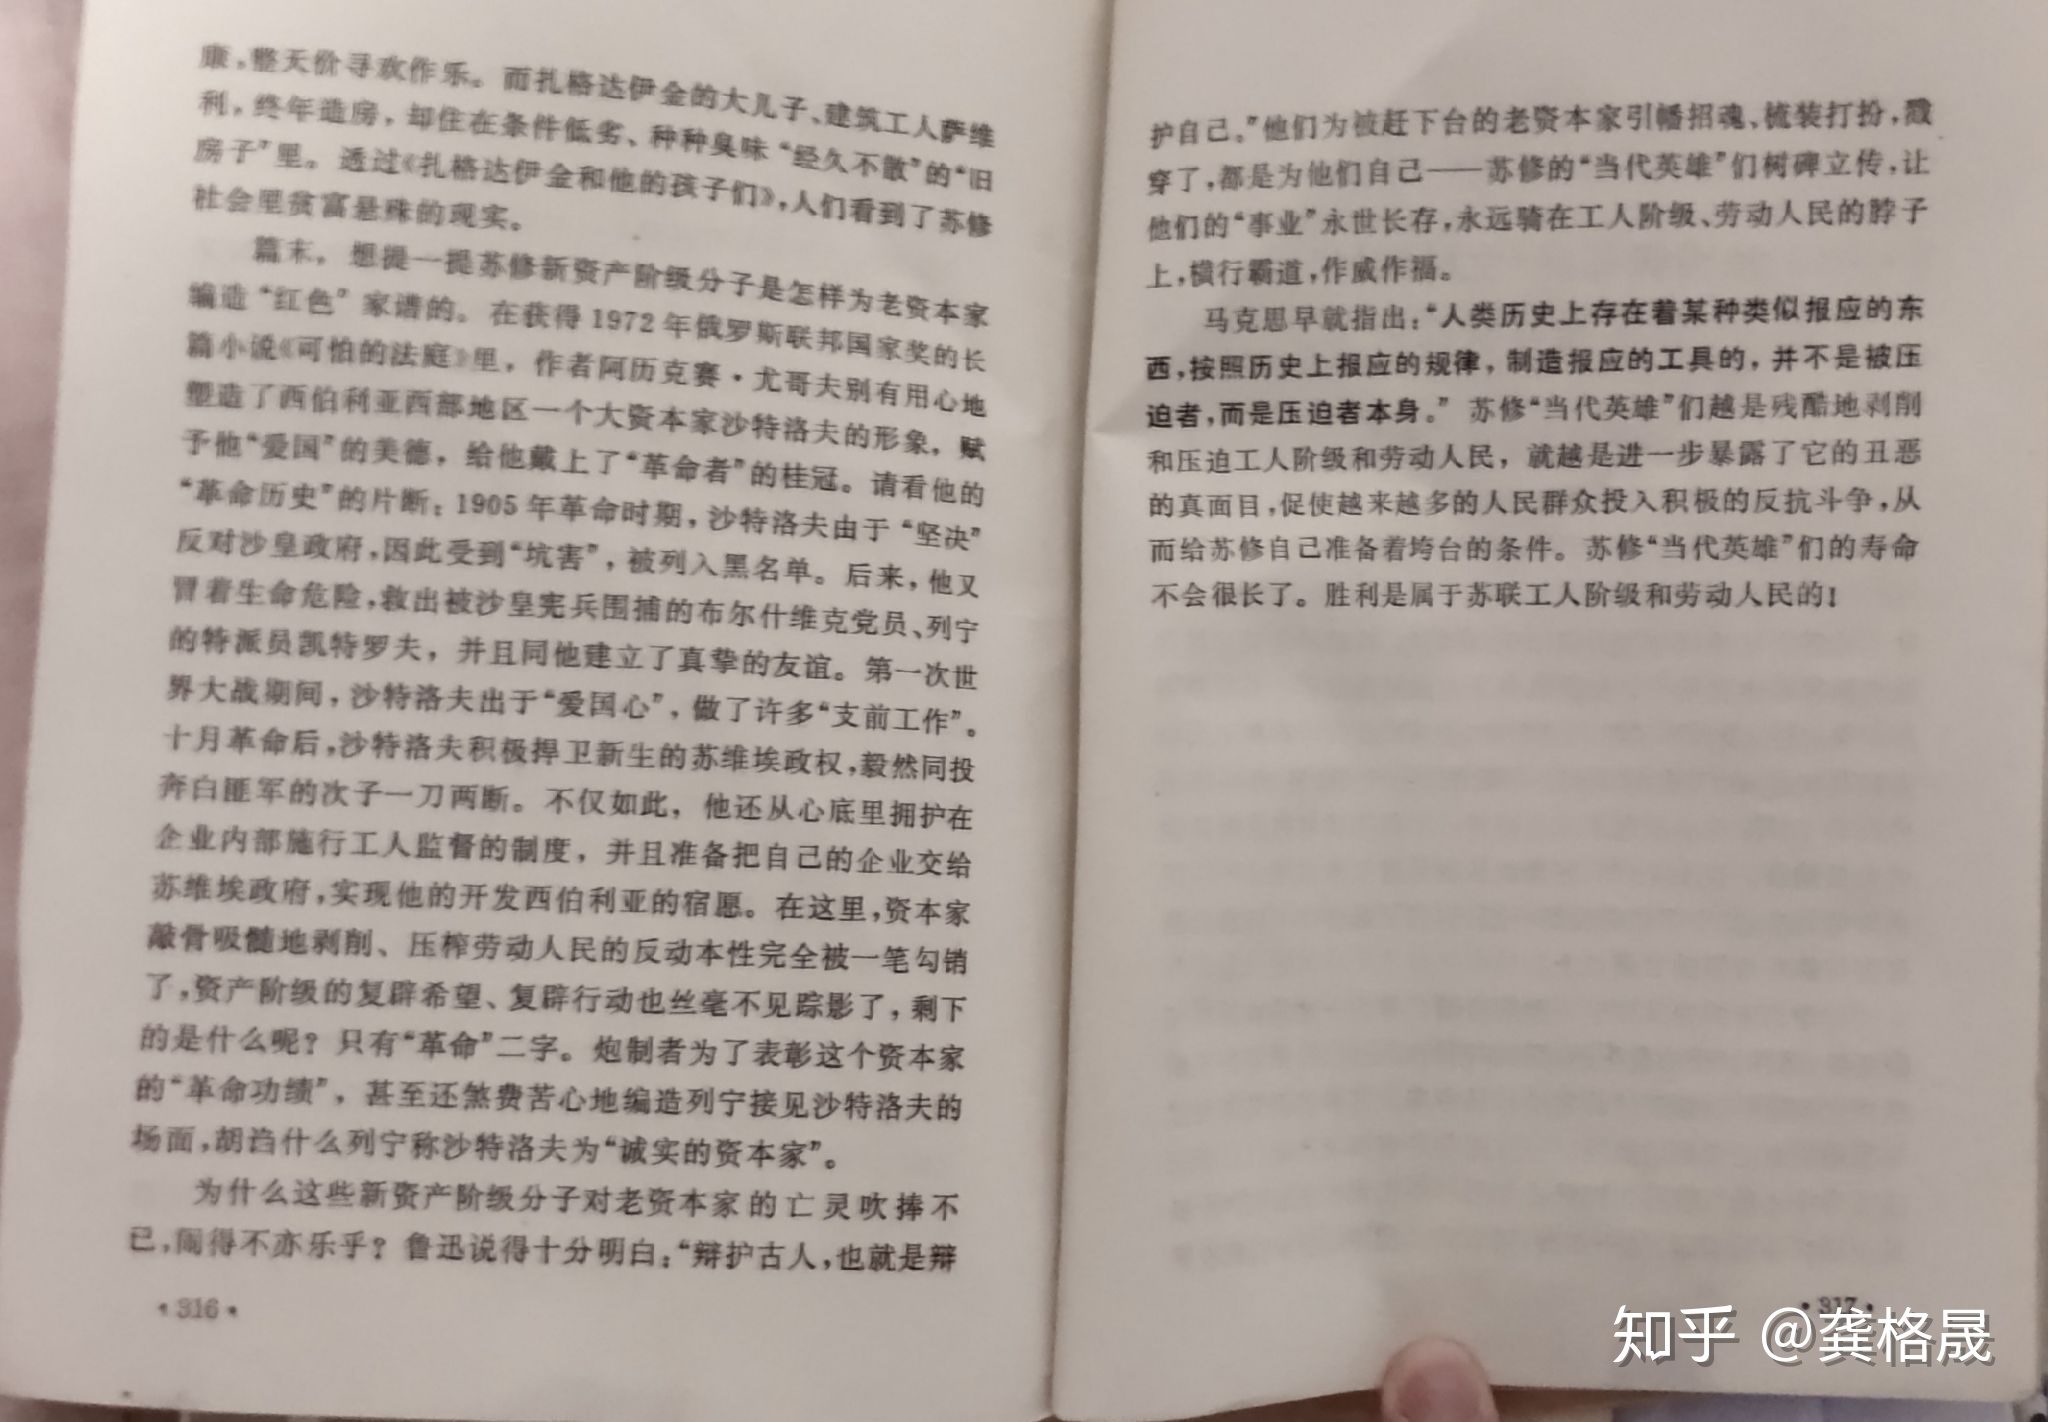 康，整天价寻欢作乐。而扎格达伊金的大儿子、建筑工人萨维
利，终年造房，却住在条件低劣、种种臭味“经久不散”的“旧
房子”里。透过《扎格达伊金和他的孩子们》，人们看到了苏修
社会里贫富悬殊的现实。
篇末，想提一提苏修新资产阶级分子是怎样为老资本家
编造“红色”家谱的。在获得1972年俄罗斯联邦国家奖的长
篇小说《可怕的法庭》里，作者阿历克赛·尤哥夫别有用心地
塑造了西伯利亚西部地区一个大资本家沙特洛夫的形象，赋
予他“爱国”的美德，给他戴上了“革命者”的桂冠。请看他的
“革命历史”的片断：1905年革命时期，沙特洛夫由于“坚决”
反对沙皇政府，因此受到“坑害”，被列入黑名单。后来，他又
冒着生命危险，救出被沙皇宪兵围捕的布尔什维克党员、列宁
的特派员凯特罗夫，并且同他建立了真挚的友谊。第一次世
界大战期间，沙特洛夫出于“爱国心”，做了许多“支前工作”。
十月革命后，沙特洛夫积极捍卫新生的苏维埃政权，毅然同投
奔白匪军的次子一刀两断。不仅如此，他还从心底里拥护在
企业内部施行工人监督的制度，并且准备把自己的企业交给
苏维埃政府，实现他的开发西伯利亚的宿愿。在这里，资本家
敲骨吸髓地剥削、压榨劳动人民的反动本性完全被一笔勾销
了，资产阶级的复辟希望、复辟行动也丝毫不见踪影了，剩下
的是什么呢？只有“革命”二字。炮制者为了表彰这个资本家
的“革命功绩”，甚至还煞费苦心地编造列宁接见沙特洛夫的
场面，胡诌什么列宁称沙特洛夫为“诚实的资本家”。
为什么这些新资产阶级分子对老资本家的亡灵吹捧不
已，闹得不亦乐乎？鲁迅说得十分明白：“辩护古人，也就是辩
·316·
护自己。”他们为被赶下台的老资本家引幡招魂、梳装打扮，戳
穿了，都是为他们自己——苏修的“当代英雄”们树碑立传，让
他们的“事业”永世长存，永远骑在工人阶级、劳动人民的脖子
上，横行霸道，作威作福。
马克思早就指出：“人类历史上存在着某种类似报应的东
西，按照历史上报应的规律，制造报应的工具的，并不是被压
迫者，而是压迫者本身。”苏修“当代英雄”们越是残酷地剥削
和压迫工人阶级和劳动人民，就越是进一步暴露了它的丑恶
的真面目，促使越来越多的人民群众投入积极的反抗斗争，从
而给苏修自己准备着垮台的条件。苏修“当代英雄”们的寿命
不会很长了。胜利是属于苏联工人阶级和劳动人民的！
·317·
知乎 @龚格晟